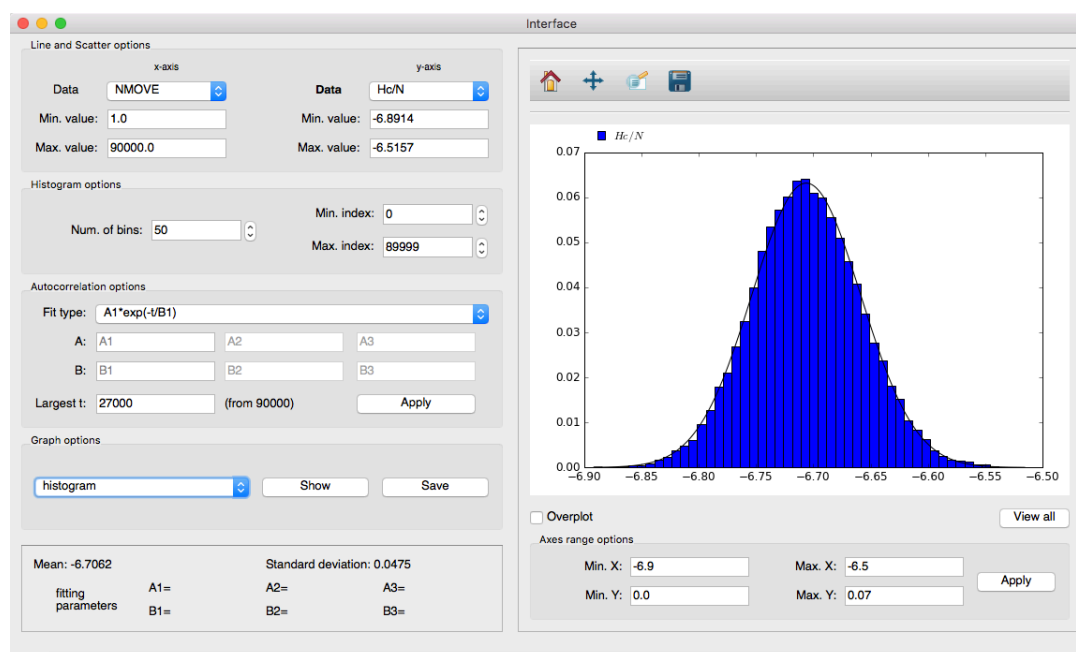 Interface
Line and Scatter options
x-axis
y-axis
Data NMOVE Data Hc/N
Min. value: 1.0 Min. value: -6.8914
Max. value: 90000.0 Max. value: -6.5157
Histogram options
Num. of bins: 50
Min. index: 0
Max. index: 89999
Autocorrelation options
Fit type: A1*exp(-t/B1)
A: A1 A2 A3
B: B1 B2 B3
Largest t: 27000 (from 90000) Apply
Graph options
histogram Show Save
Mean: -6.7062 Standard deviation: 0.0475
fitting parameters
A1= A2= A3=
B1= B2= B3=
Hc/N
0.07
0.06
0.05
0.04
0.03
0.02
0.01
0.00
−6.90 −6.85 −6.80 −6.75 −6.70 −6.65 −6.60 −6.55 −6.50
Overplot View all
Axes range options
Min. X: -6.9 Max. X: -6.5
Min. Y: 0.0 Max. Y: 0.07
Apply